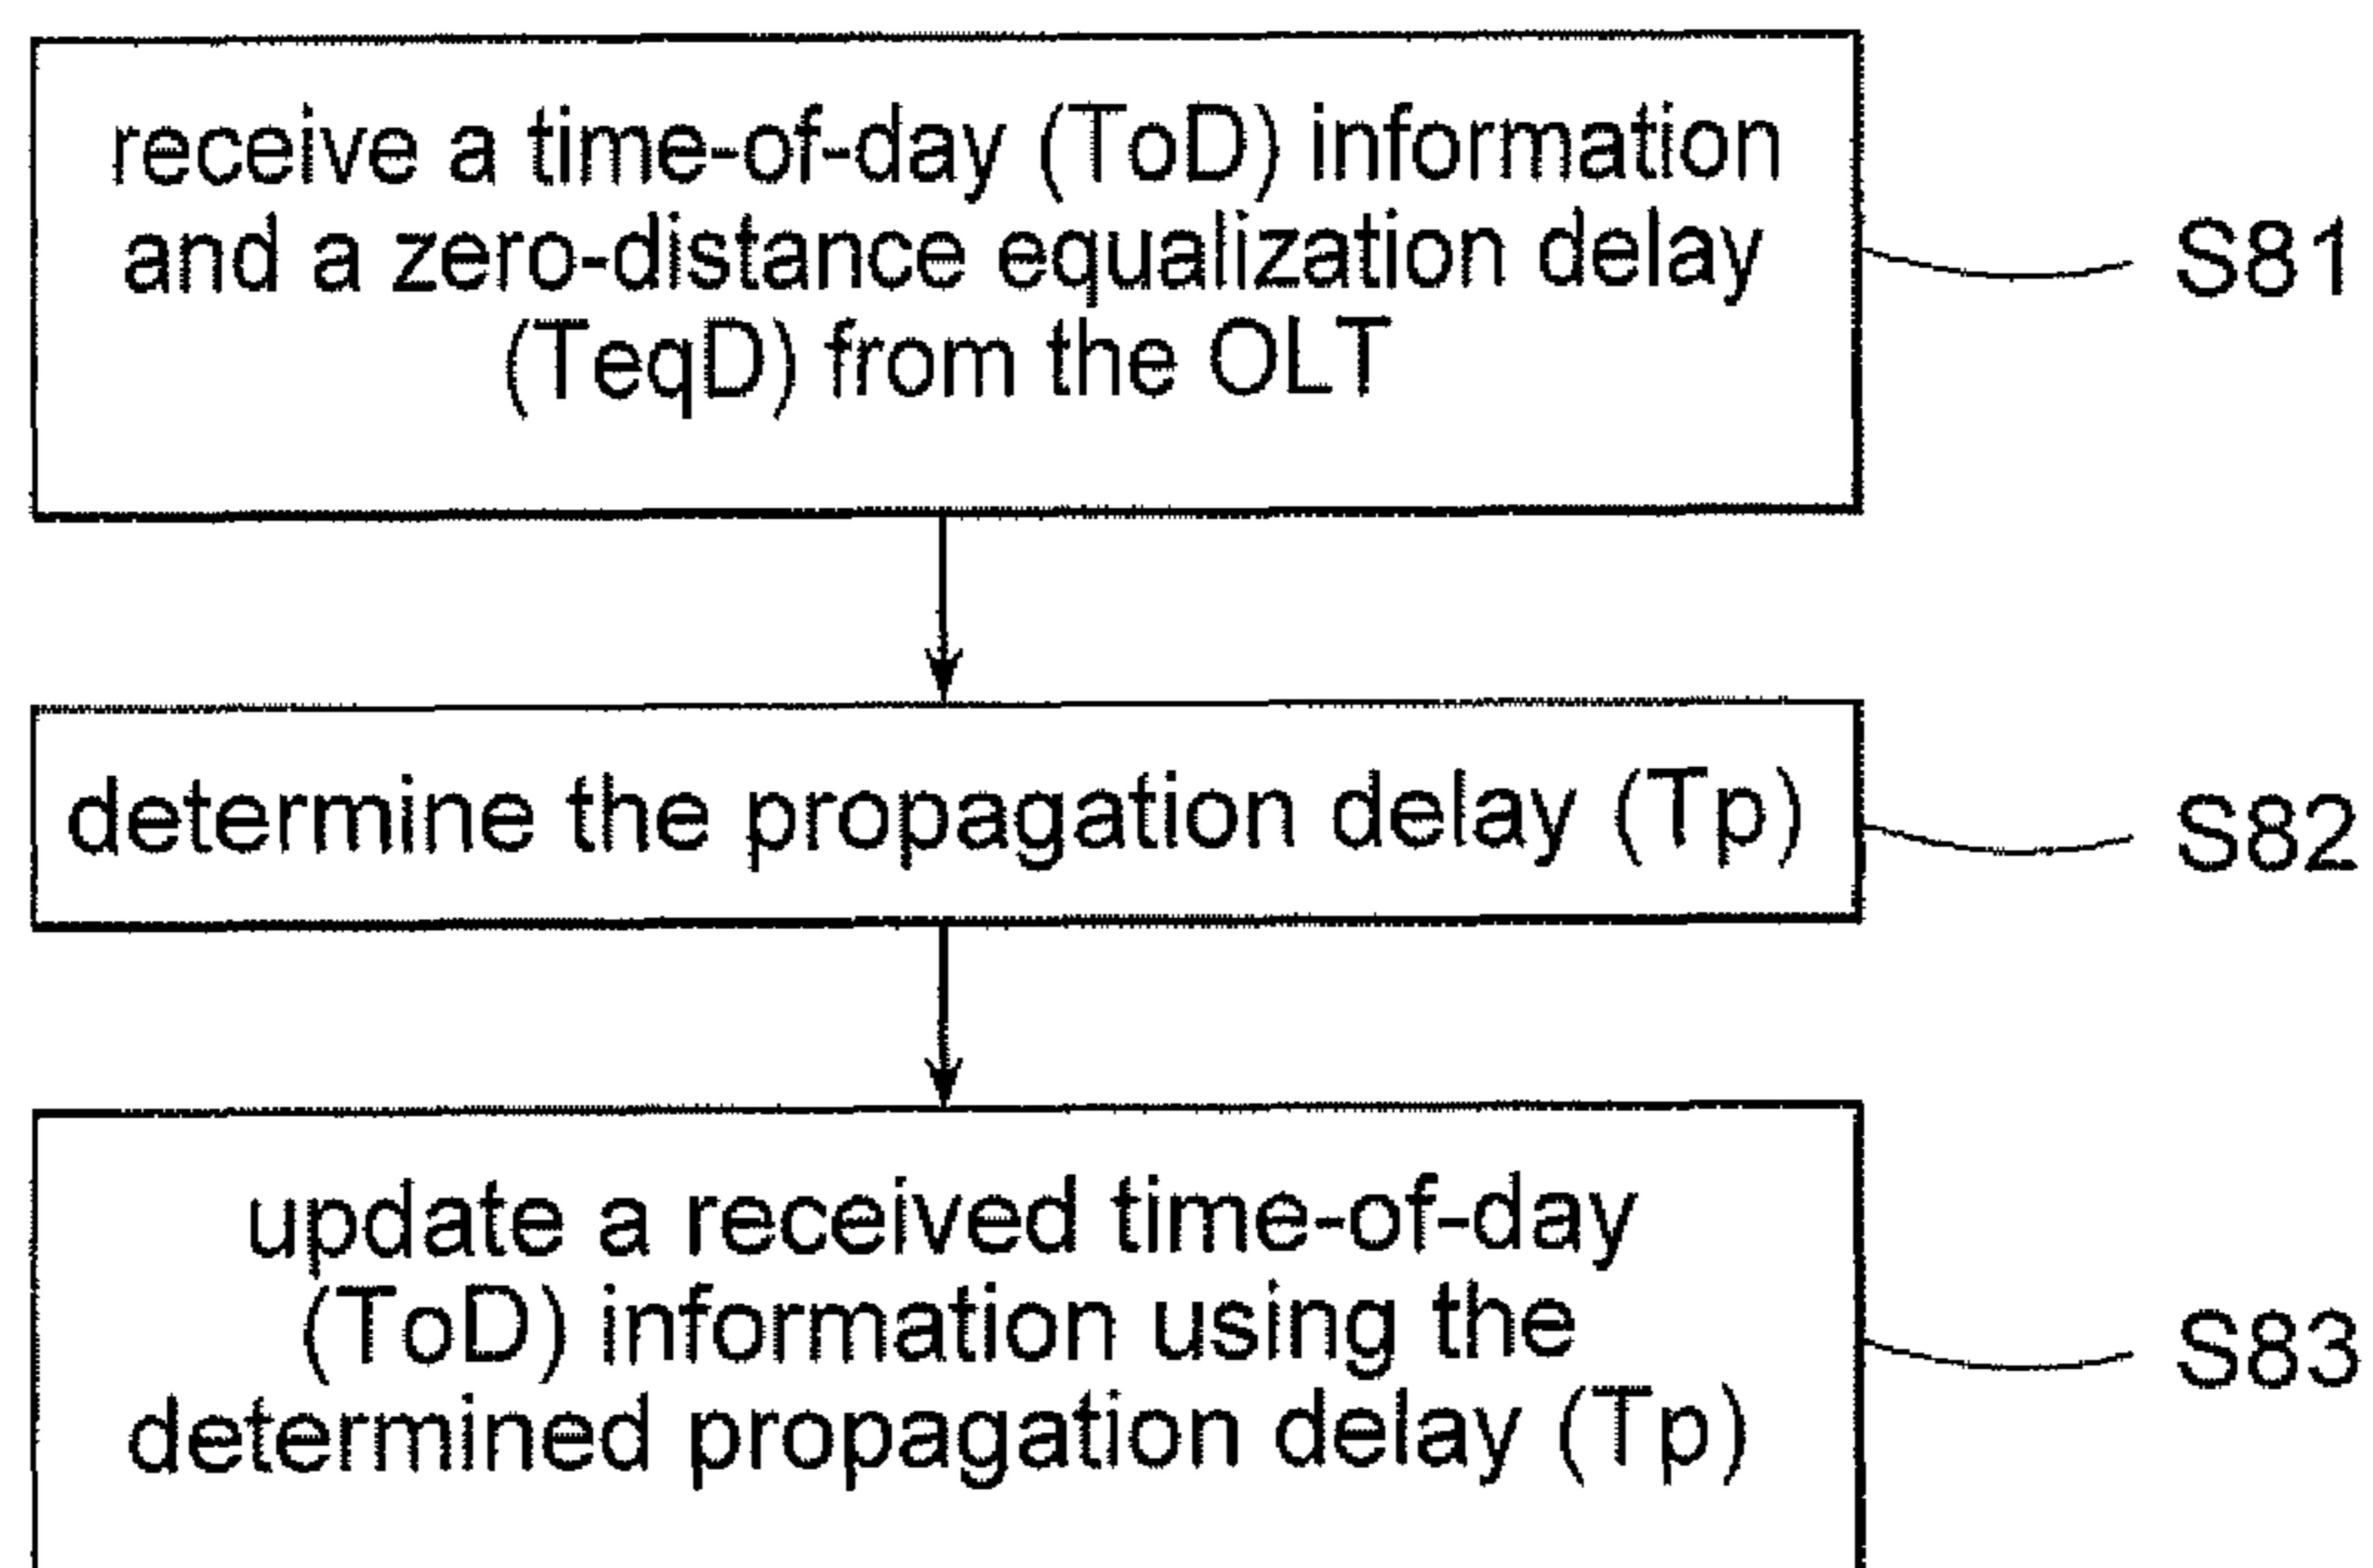 receive a time-of-day (ToD) information
and a zero-distance equalization delay
(TeqD) from the OLT
S81
determine the propagation delay (Tp)
S82
update a received time-of-day
(ToD) information using the
determined propagation delay (Tp)
S83